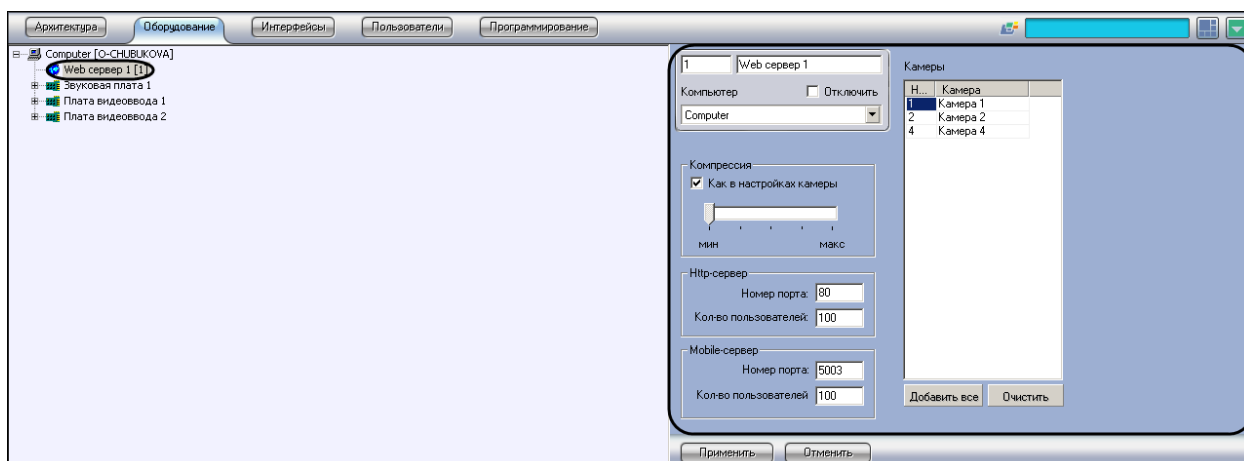 Архитектура Оборудование Интерфейсы Пользователи Программирование
Computer [O-CHUBUKOVA]
Web сервер 1 [1]
Звуковая плата 1
Плата видеоввода 1
Плата видеоввода 2
1 Web сервер 1
Компьютер Отключить
Computer
Компрессия
Как в настройках камеры
мин макс
Http-сервер
Номер порта: 80
Кол-во пользователей: 100
Mobile-сервер
Номер порта: 5003
Кол-во пользователей 100
Камеры
Н... Камера
1 Камера 1
2 Камера 2
4 Камера 4
Добавить все Очистить
Применить Отменить